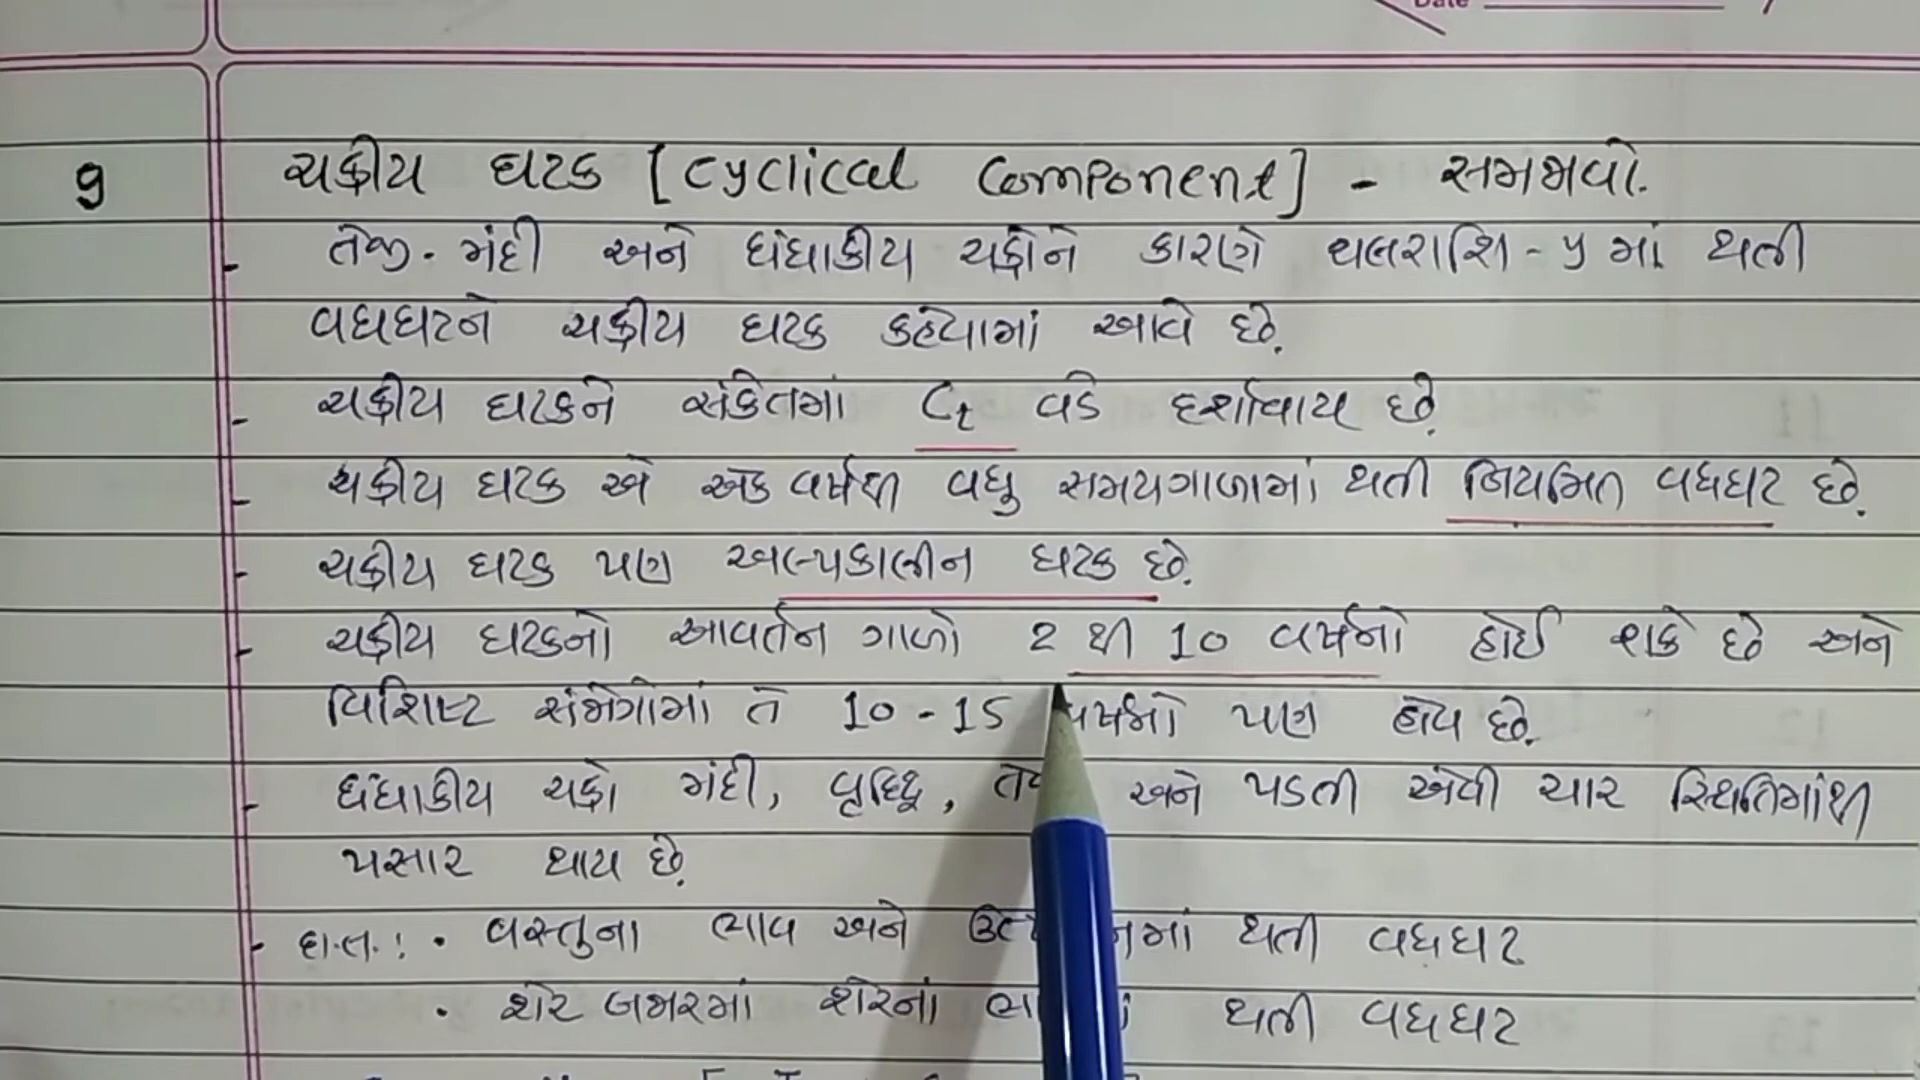 Date
9 ચક્રીય ઘટક [Cyclical Component] - સમજાવો.
- તેજી. મંદી અને ધંધાકીય ચક્રોને કારણે ચલરાશિ - y માં થતી
વધઘટને ચક્રીય ઘટક કહેવામાં આવે છે.
- ચક્રીય ઘટકને સંકેતમાં Ct વડે દર્શાવાય છે.
- ચક્રીય ઘટક એ એક વર્ષથી વધુ સમયગાળામાં થતી નિયમિત વધઘટ છે.
- ચક્રીય ઘટક પણ અલ્પકાલીન ઘટક છે.
- ચક્રીય ઘટકનો આવર્તન ગાળો 2 થી 10 વર્ષનો હોઈ શકે છે અને
વિશિષ્ટ સંજોગોમાં તે 10-15 વર્ષનો પણ હોય છે.
- ધંધાકીય ચક્રો મંદી, વૃધ્ધિ, અને પડતી એવી ચાર સ્થિતિમાંથી
પસાર થાય છે.
- દા.ત. : • વસ્તુના ભાવ અને થતી વધઘટ
• શેર બજારમાં શેરનાં થતી વધઘટ